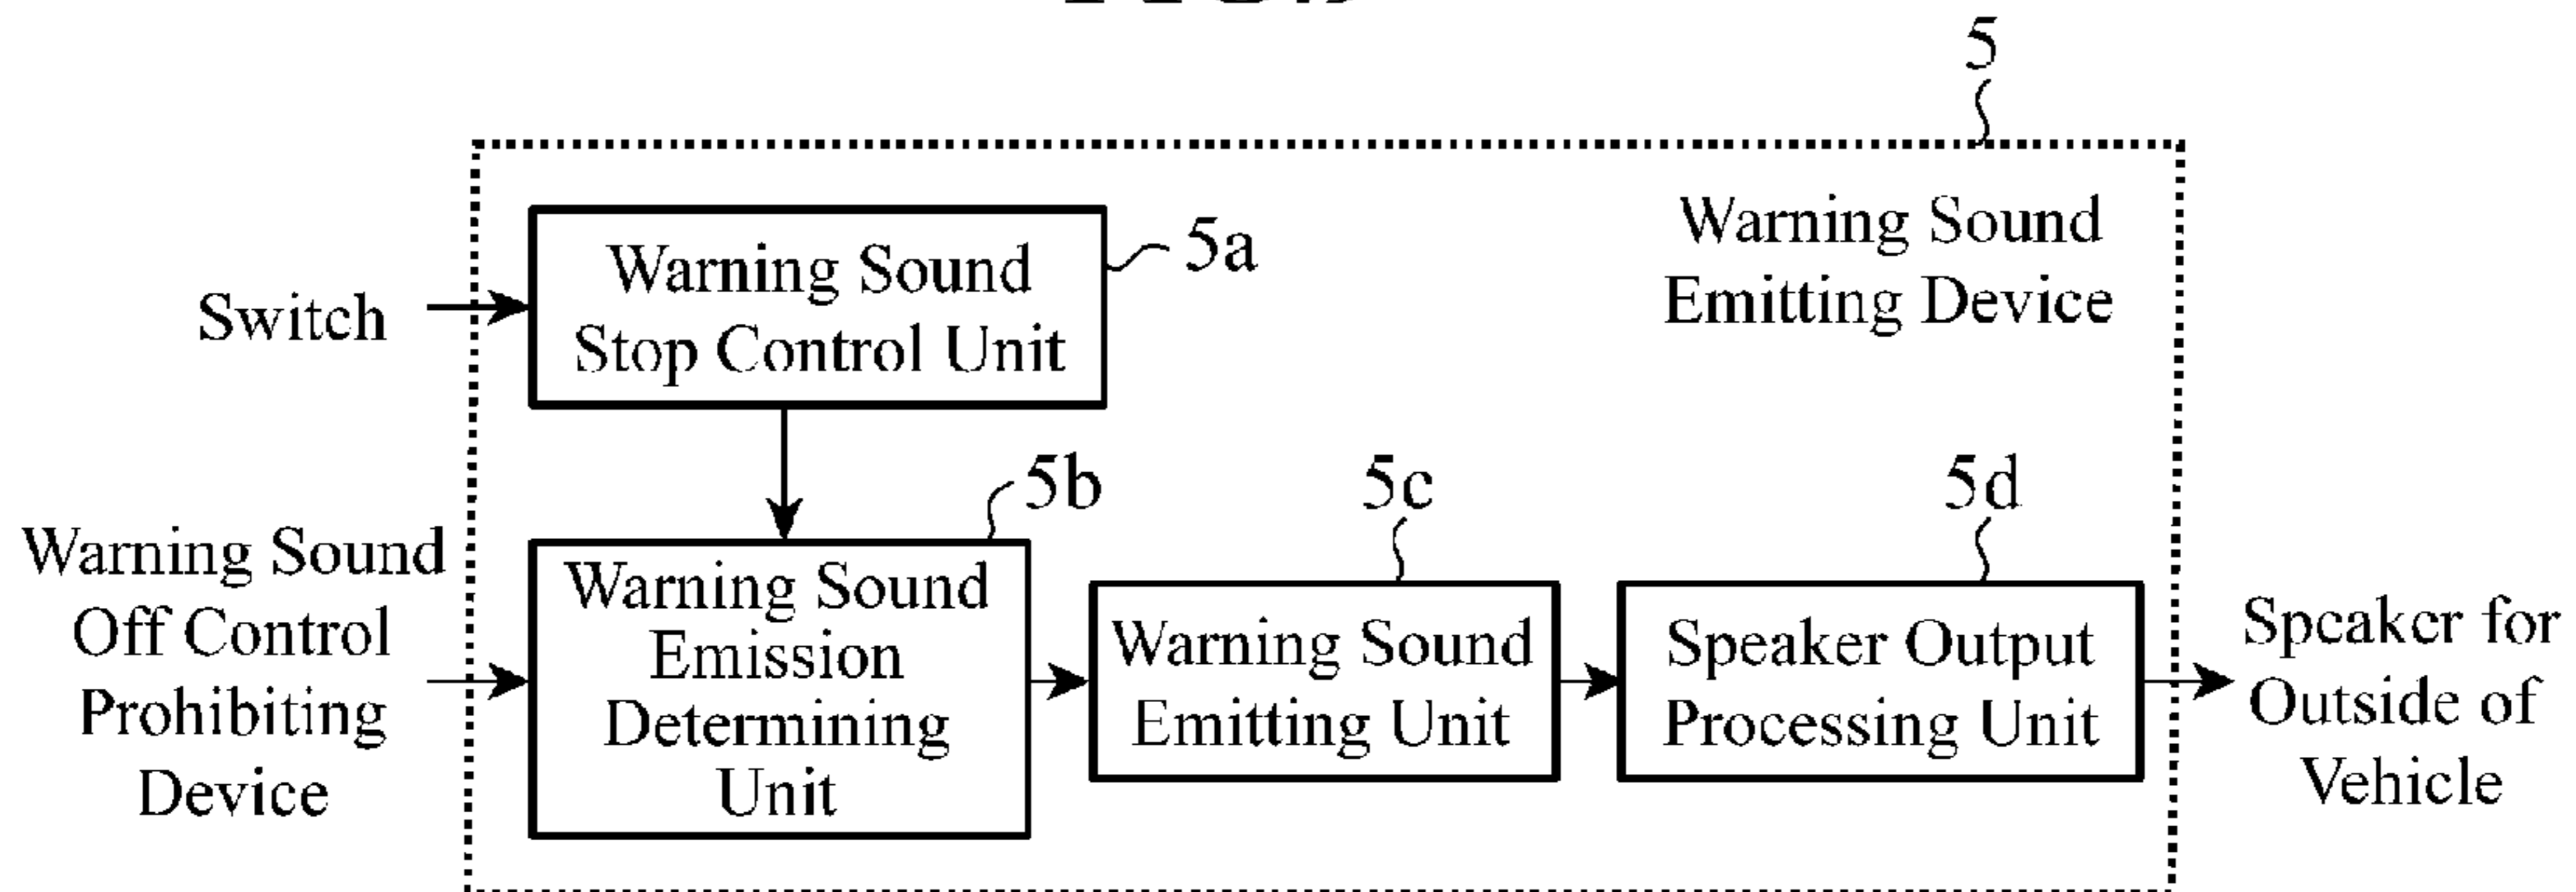 5
Warning Sound
Emitting Device
Switch
Warning Sound
Stop Control Unit
5a
Warning Sound
Off Control
Prohibiting
Device
Warning Sound
Emission
Determining
Unit
5b
Warning Sound
Emitting Unit
5c
Speaker Output
Processing Unit
5d
Speaker for
Outside of
Vehicle